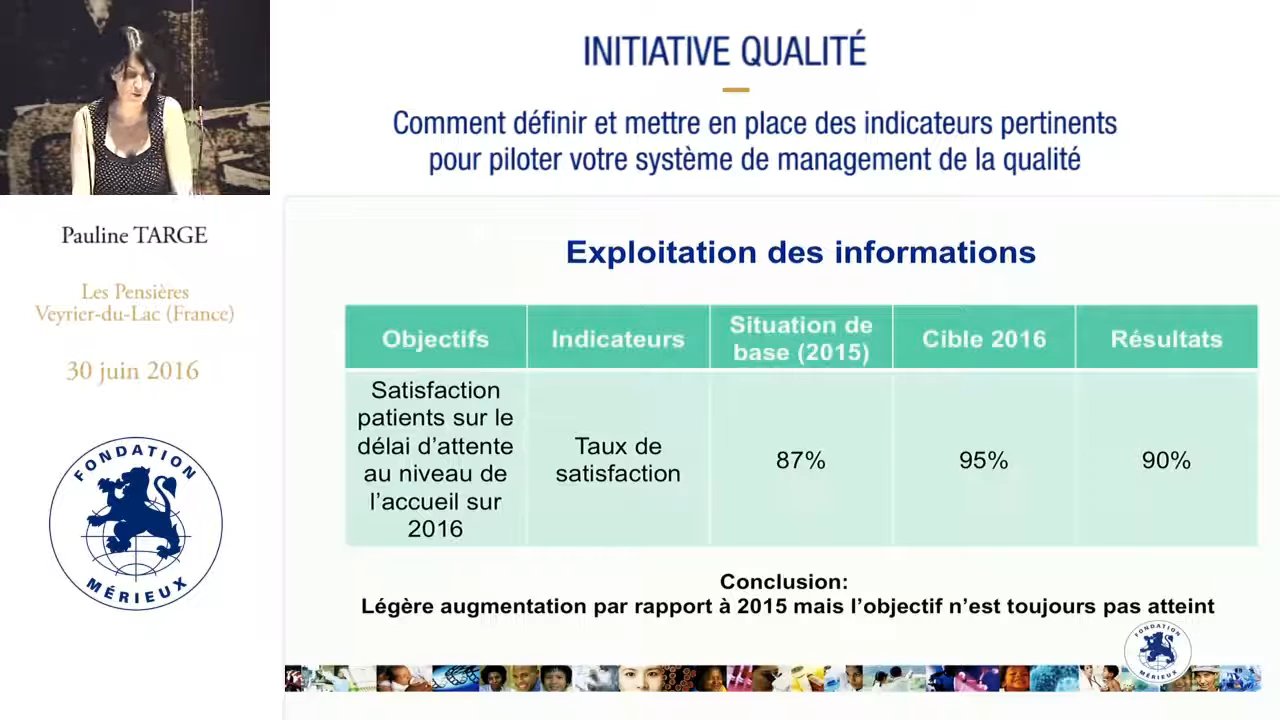 INITIATIVE QUALITÉ
Comment définir et mettre en place des indicateurs pertinents
pour piloter votre système de management de la qualité
Pauline TARGE
Les Pensières
Veyrier-du-Lac (France)
30 juin 2016
FONDATION
MÉRIEUX
Exploitation des informations
Objectifs
Indicateurs
Situation de
base (2015)
Cible 2016
Résultats
Satisfaction
patients sur le
délai d’attente
au niveau de
l’accueil sur
2016
Taux de
satisfaction
87%
95%
90%
Conclusion:
Légère augmentation par rapport à 2015 mais l’objectif n’est toujours pas atteint
FONDATION
MÉRIEUX